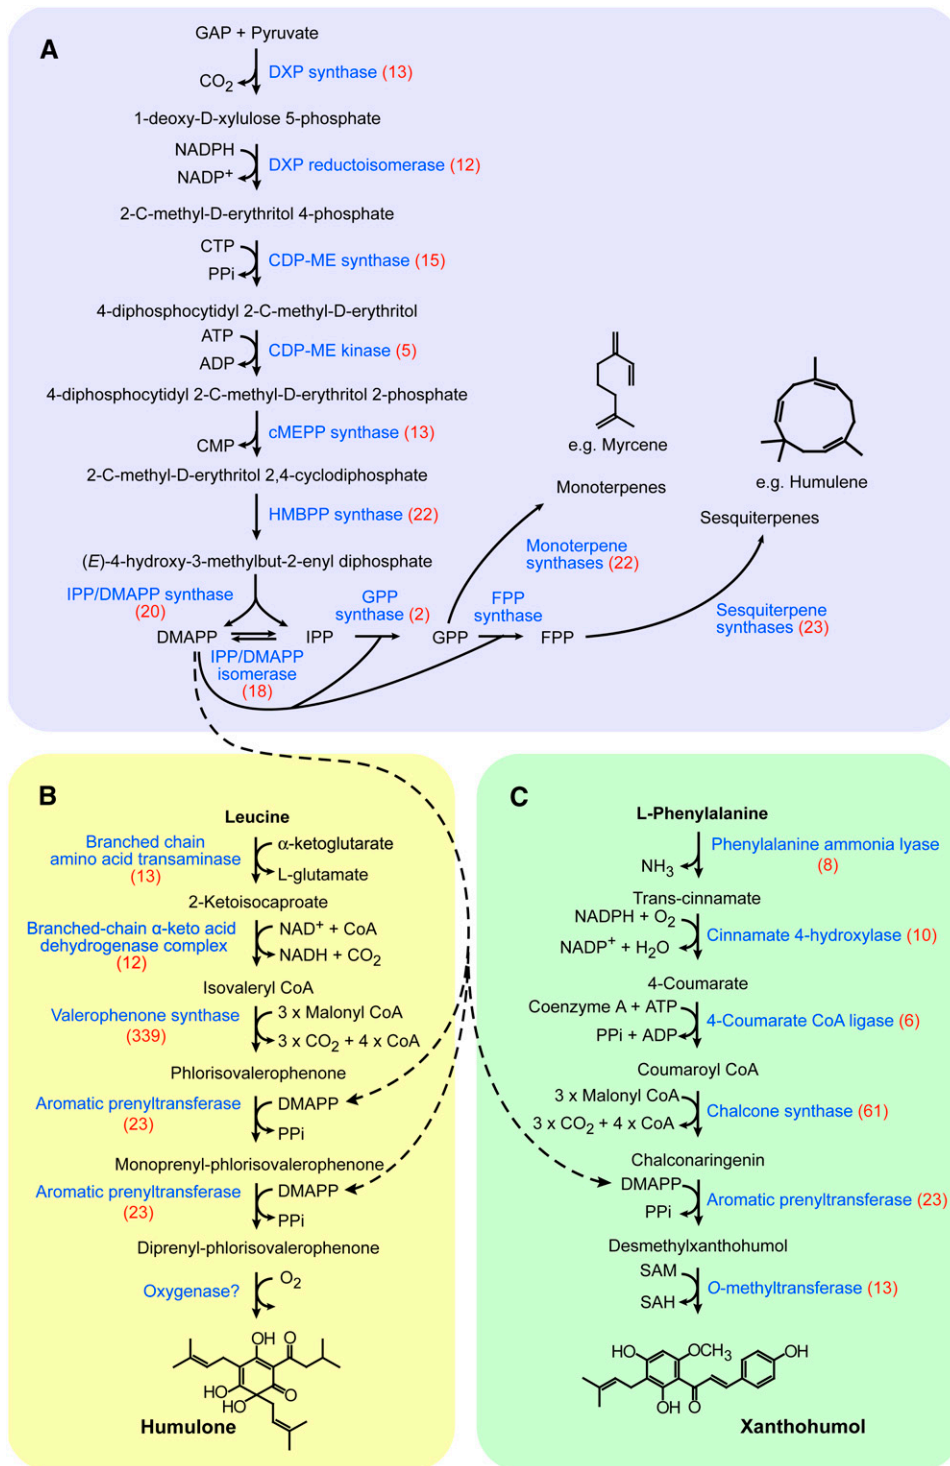 A
GAP + Pyruvate
CO2
DXP synthase (13)
1-deoxy-D-xylulose 5-phosphate
NADPH
NADP+
DXP reductoisomerase (12)
2-C-methyl-D-erythritol 4-phosphate
CTP
PPi
CDP-ME synthase (15)
4-diphosphocytidyl 2-C-methyl-D-erythritol
ATP
ADP
CDP-ME kinase (5)
4-diphosphocytidyl 2-C-methyl-D-erythritol 2-phosphate
CMP
cMEPP synthase (13)
2-C-methyl-D-erythritol 2,4-cyclodiphosphate
HMBPP synthase (22)
(E)-4-hydroxy-3-methylbut-2-enyl diphosphate
IPP/DMAPP synthase
(20)
DMAPP
IPP
IPP/DMAPP
isomerase
(18)
GPP
synthase (2)
GPP
FPP
synthase
FPP
Monoterpene
synthases (22)
Monoterpenes
e.g. Myrcene
Sesquiterpene
synthases (23)
Sesquiterpenes
e.g. Humulene
B
Leucine
Branched chain
amino acid transaminase
(13)
α-ketoglutarate
L-glutamate
2-Ketoisocaproate
Branched-chain α-keto acid
dehydrogenase complex
(12)
NAD+ + CoA
NADH + CO2
Isovaleryl CoA
Valerophenone synthase
(339)
3 x Malonyl CoA
3 x CO2 + 4 x CoA
Phlorisovalerophenone
Aromatic prenyltransferase
(23)
DMAPP
PPi
Monoprenyl-phlorisovalerophenone
Aromatic prenyltransferase
(23)
DMAPP
PPi
Diprenyl-phlorisovalerophenone
Oxygenase?
O2
OH
O
HO
HO
O
Humulone
C
L-Phenylalanine
NH3
Phenylalanine ammonia lyase
(8)
Trans-cinnamate
NADPH + O2
NADP+ + H2O
Cinnamate 4-hydroxylase (10)
4-Coumarate
Coenzyme A + ATP
PPi + ADP
4-Coumarate CoA ligase (6)
Coumaroyl CoA
3 x Malonyl CoA
3 x CO2 + 4 x CoA
Chalcone synthase (61)
Chalconaringenin
DMAPP
PPi
Aromatic prenyltransferase (23)
Desmethylxanthohumol
SAM
SAH
O-methyltransferase (13)
HO
OCH3
OH
OH
O
Xanthohumol